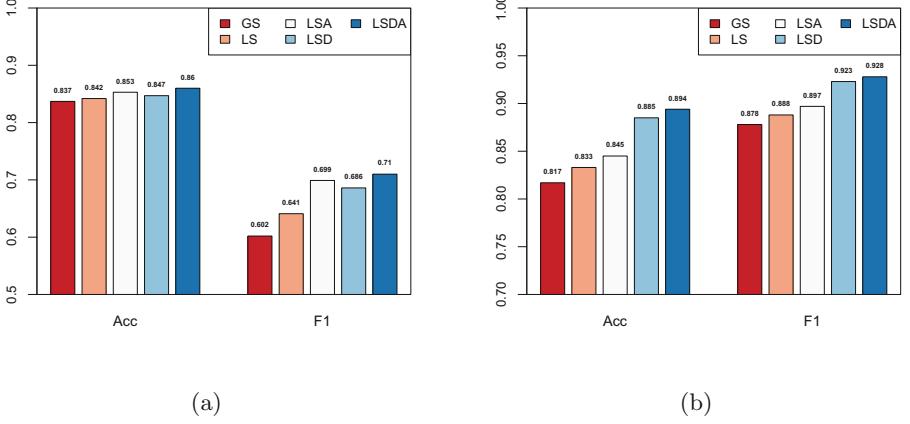 GS LSA LSDA
LS LSD
1.00
0.9
0.8
0.7
0.6
0.5
0.837 0.842 0.853 0.847 0.86
0.602 0.641 0.699 0.686 0.71
Acc F1
(a)
GS LSA LSDA
LS LSD
1.00
0.95
0.90
0.85
0.80
0.75
0.70
0.817 0.833 0.845 0.885 0.894
0.878 0.888 0.897 0.923 0.928
Acc F1
(b)